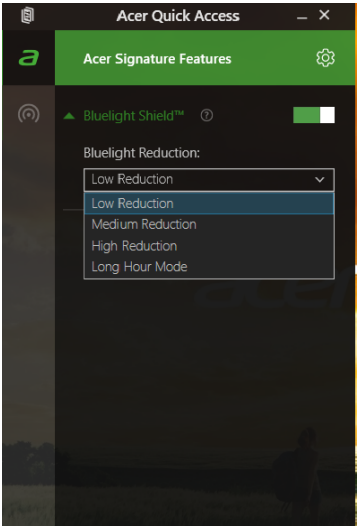 Acer Quick Access
Acer Signature Features
Bluelight Shield™
Bluelight Reduction:
Low Reduction
Low Reduction
Medium Reduction
High Reduction
Long Hour Mode
acer